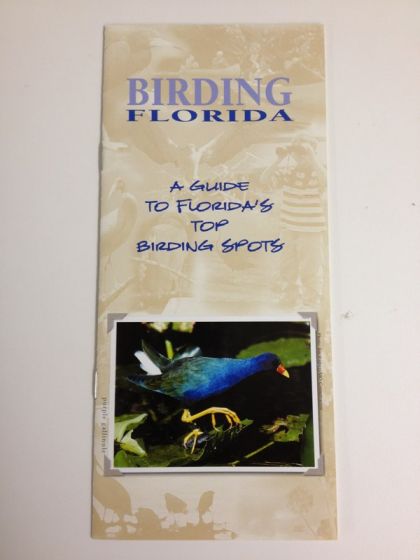 BIRDING
FLORIDA
A GUIDE
TO FLORIDA'S
TOP
BIRDING SPOTS
purple gallinule